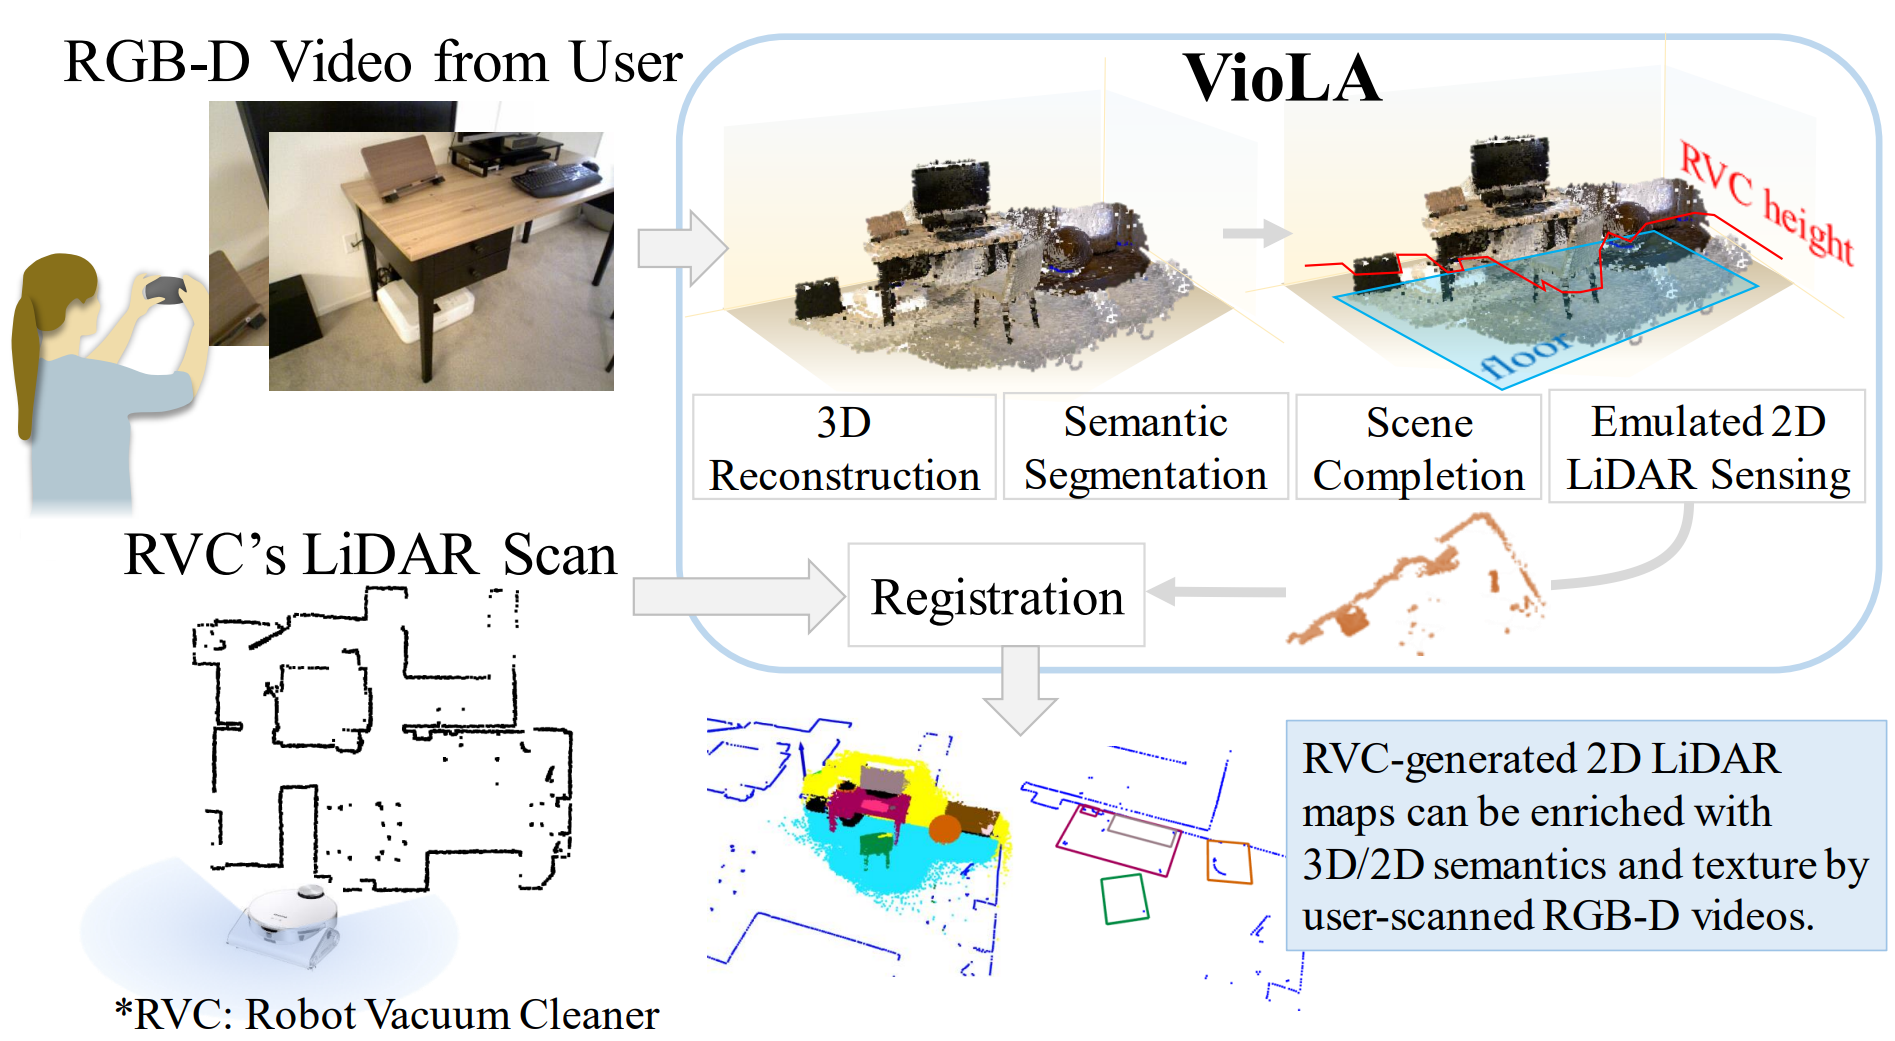 RGB-D Video from User
VioLA
RVC height
floor
3D
Reconstruction
Semantic
Segmentation
Scene
Completion
Emulated 2D
LiDAR Sensing
RVC's LiDAR Scan
Registration
RVC-generated 2D LiDAR
maps can be enriched with
3D/2D semantics and texture by
user-scanned RGB-D videos.
*RVC: Robot Vacuum Cleaner